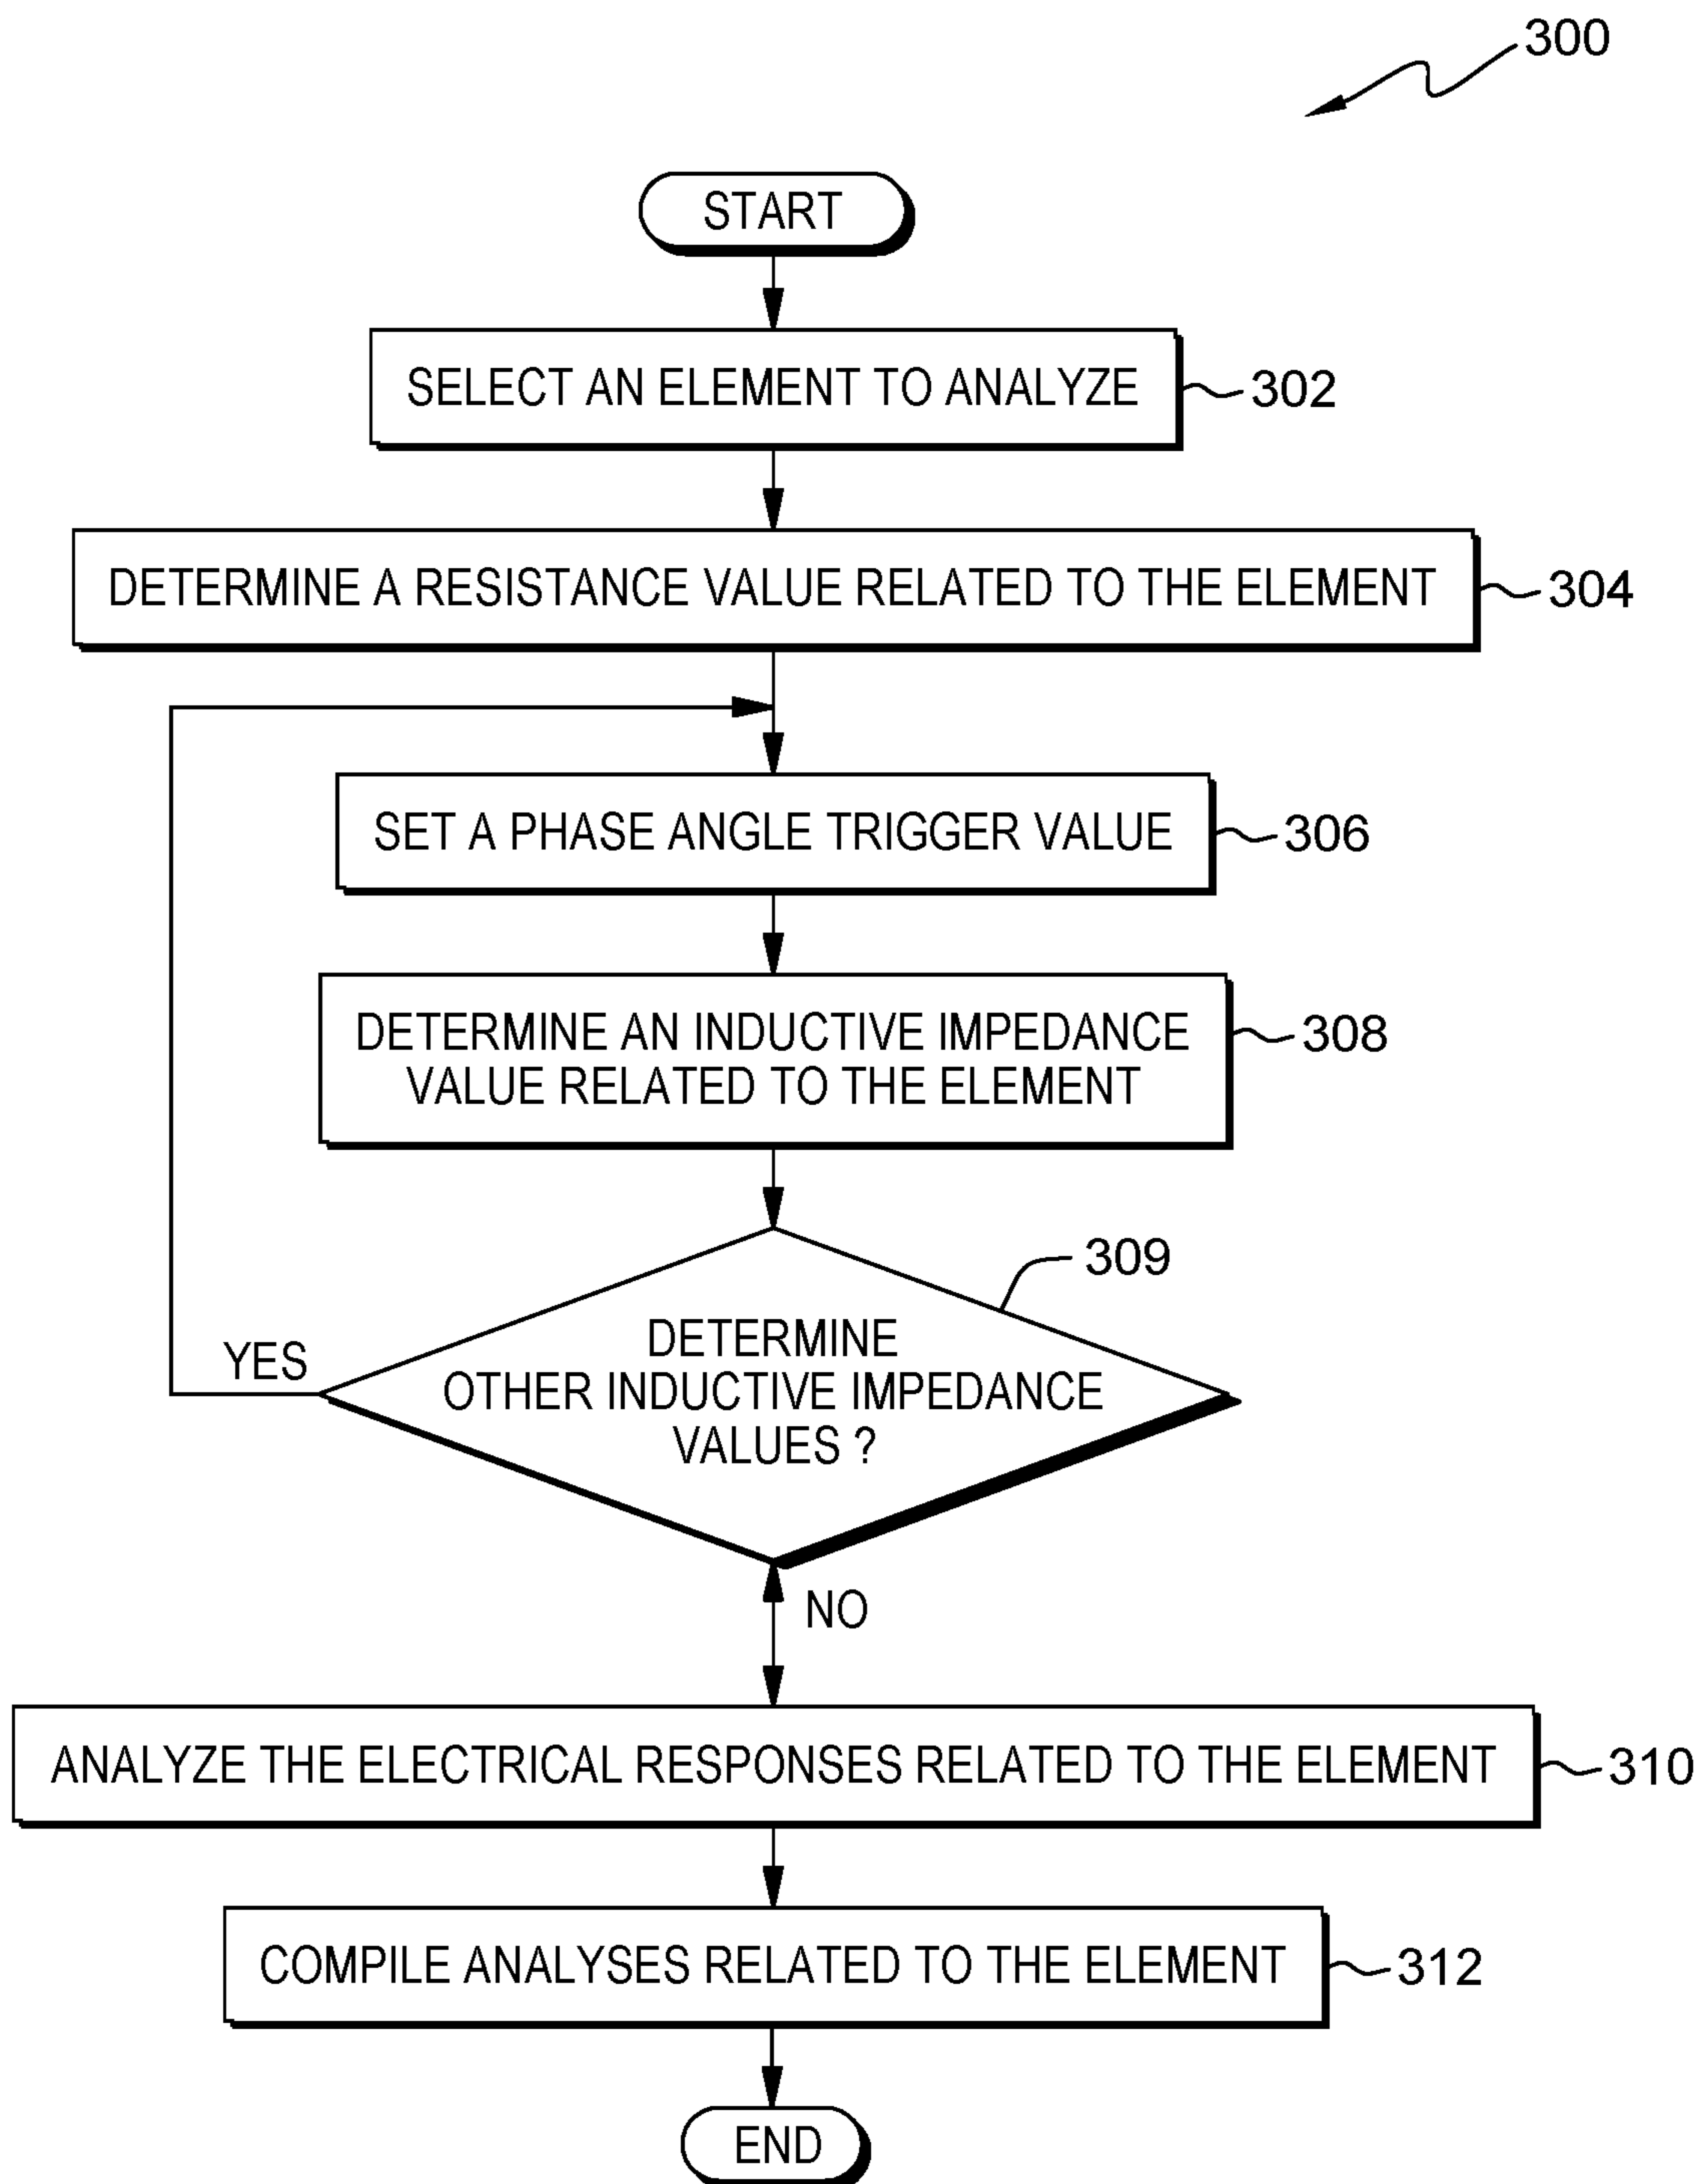 300
START
SELECT AN ELEMENT TO ANALYZE
302
DETERMINE A RESISTANCE VALUE RELATED TO THE ELEMENT
304
SET A PHASE ANGLE TRIGGER VALUE
306
DETERMINE AN INDUCTIVE IMPEDANCE
VALUE RELATED TO THE ELEMENT
308
309
DETERMINE
OTHER INDUCTIVE IMPEDANCE
VALUES ?
YES
NO
ANALYZE THE ELECTRICAL RESPONSES RELATED TO THE ELEMENT
310
COMPILE ANALYSES RELATED TO THE ELEMENT
312
END